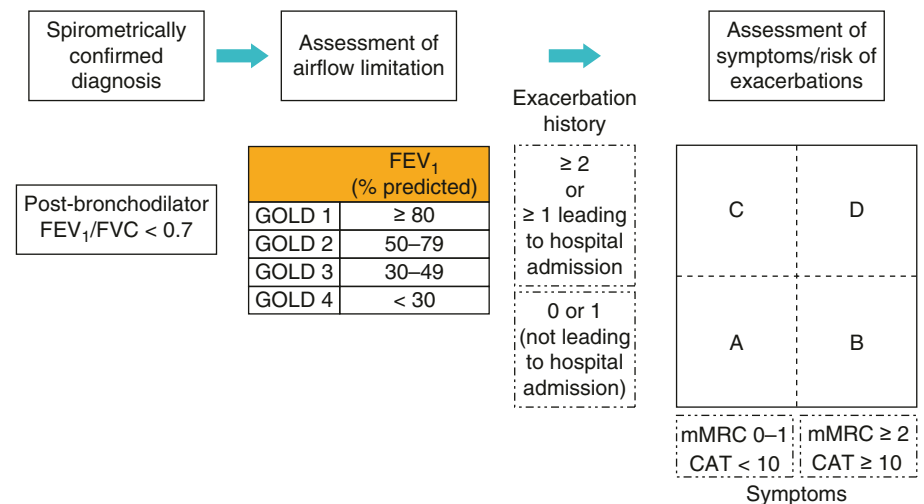 Spirometrically
confirmed
diagnosis
Assessment of
airflow limitation
Assessment of
symptoms/risk of
exacerbations
Exacerbation
history
Post-bronchodilator
FEV₁/FVC < 0.7
FEV₁
(% predicted)
GOLD 1 ≥ 80
GOLD 2 50–79
GOLD 3 30–49
GOLD 4 < 30
≥ 2
or
≥ 1 leading
to hospital
admission
0 or 1
(not leading
to hospital
admission)
C D
A B
mMRC 0–1
CAT < 10
mMRC ≥ 2
CAT ≥ 10
Symptoms